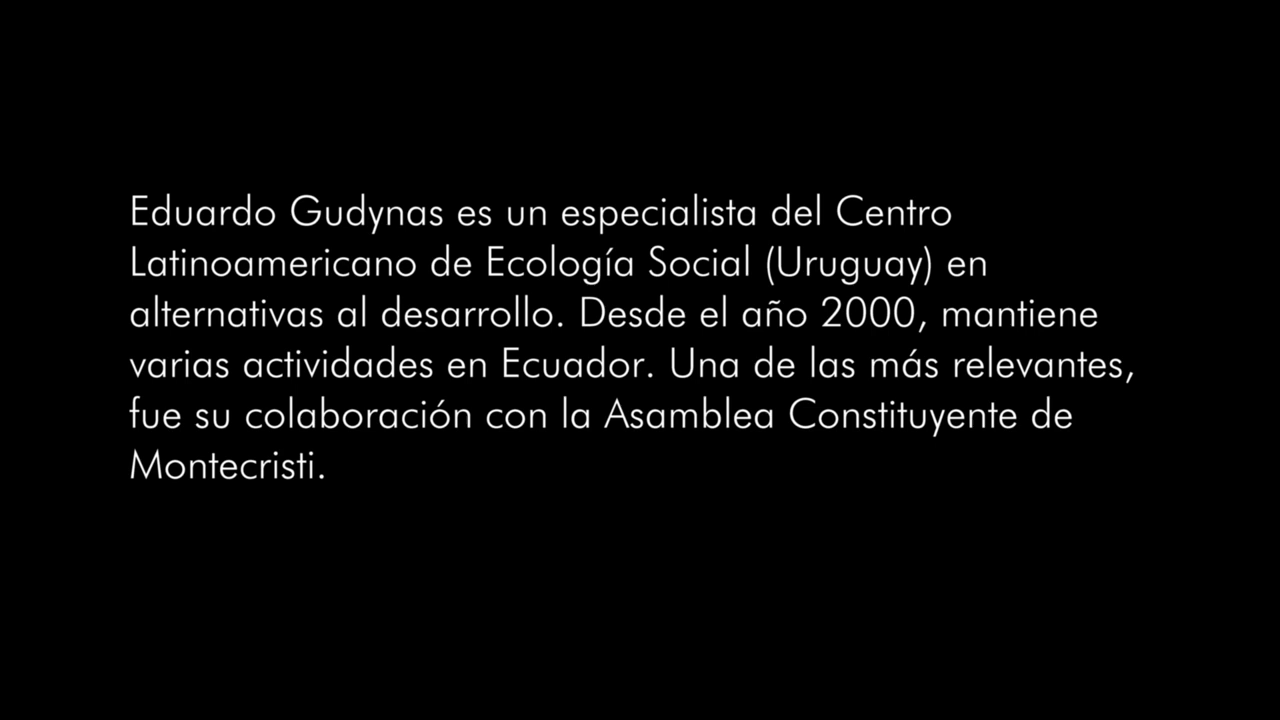 Eduardo Gudynas es un especialista del Centro
Latinoamericano de Ecología Social (Uruguay) en
alternativas al desarrollo. Desde el año 2000, mantiene
varias actividades en Ecuador. Una de las más relevantes,
fue su colaboración con la Asamblea Constituyente de
Montecristi.